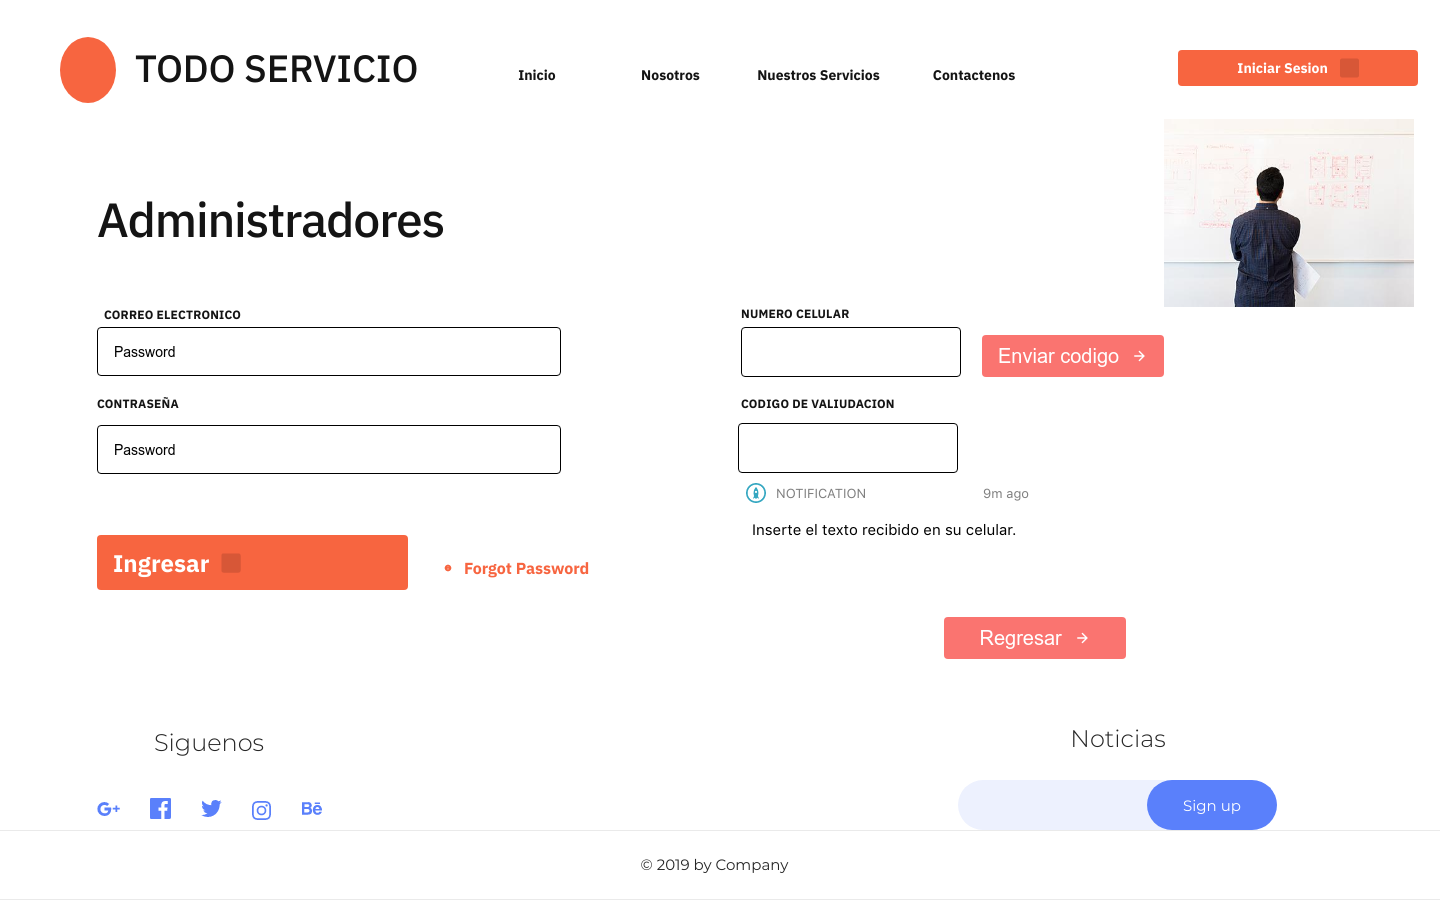 TODO SERVICIO
Inicio
Nosotros
Nuestros Servicios
Contactenos
Iniciar Sesion
Administradores
CORREO ELECTRONICO
Password
CONTRASEÑA
Password
Ingresar
Forgot Password
NUMERO CELULAR
Enviar codigo
CODIGO DE VALIUDACION
NOTIFICATION
9m ago
Inserte el texto recibido en su celular.
Regresar
Siguenos
Noticias
Sign up
© 2019 by Company